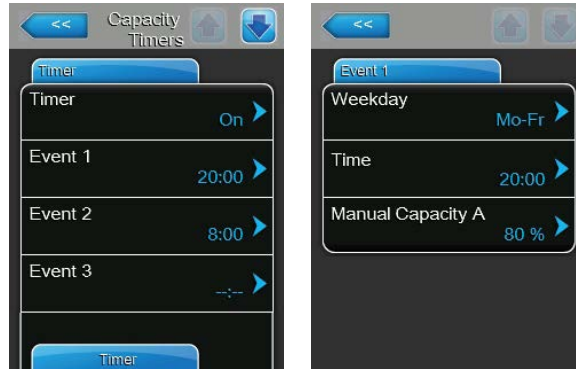 <<
Capacity
Timers
Timer
Timer
On
Event 1
20:00
Event 2
8:00
Event 3
--:--
Timer
<<
Event 1
Weekday
Mo-Fr
Time
20:00
Manual Capacity A
80 %